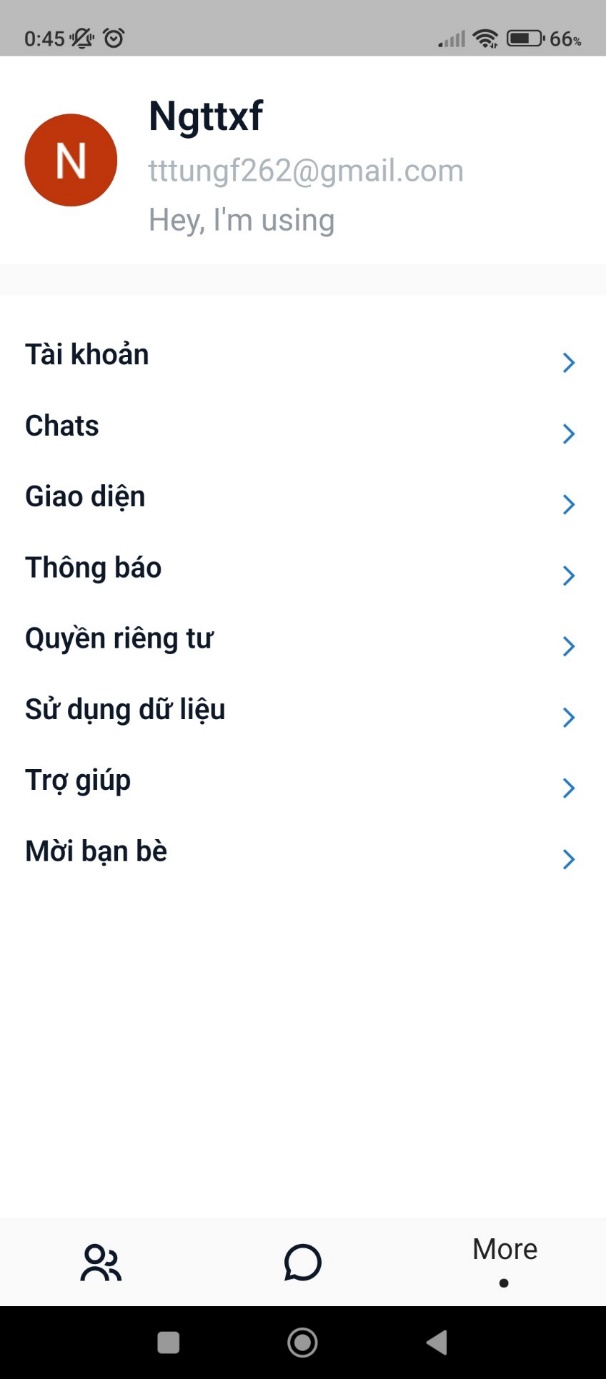 0:45
66%
N
Ngttxf
tttungf262@gmail.com
Hey, I'm using
Tài khoản
Chats
Giao diện
Thông báo
Quyền riêng tư
Sử dụng dữ liệu
Trợ giúp
Mời bạn bè
More